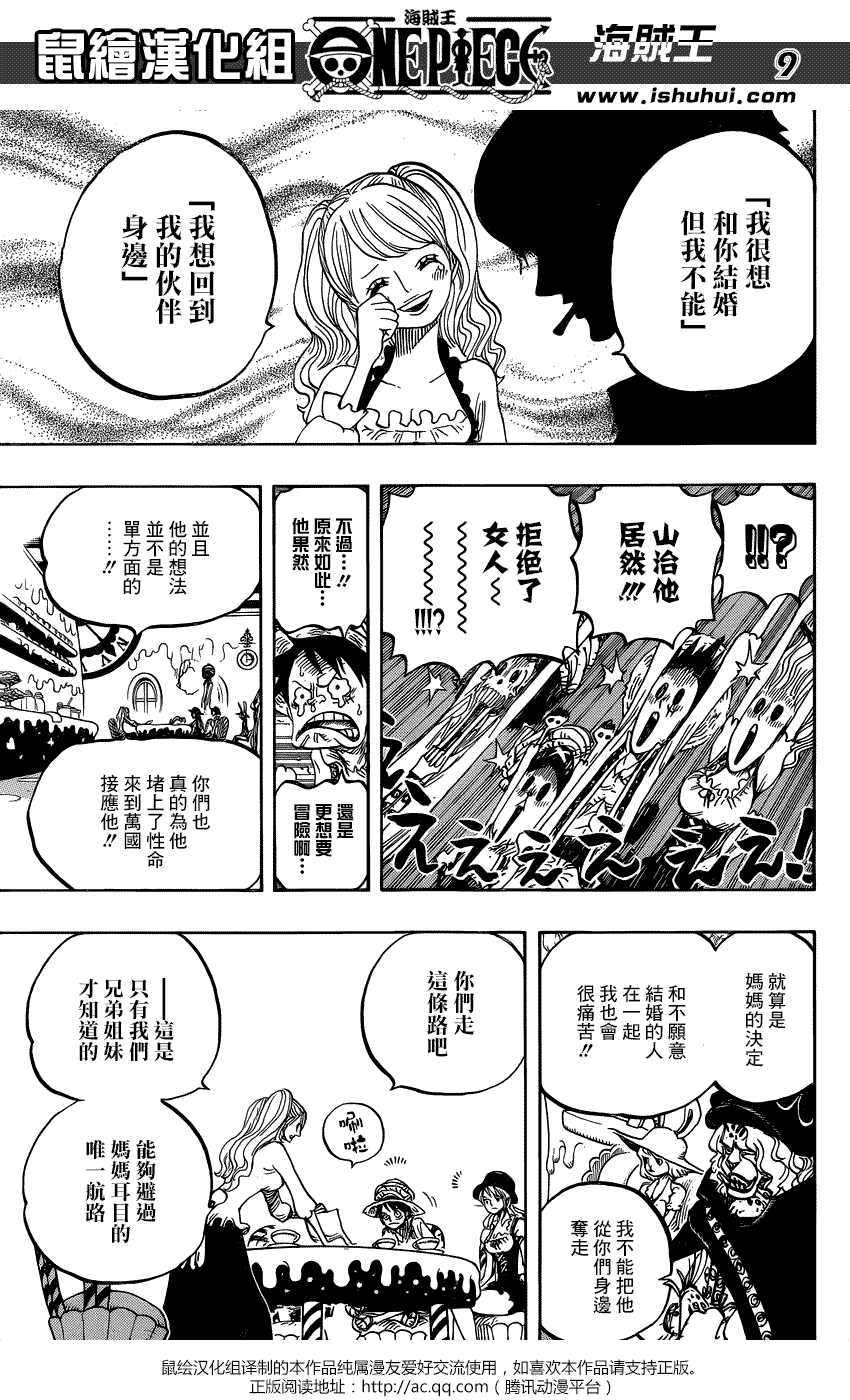 鼠繪漢化組
海賊王
ONE PIECE
海賊王
9
www.ishuhui.com
「我很想
和你結婚
但我不能」
「我想回到
我的伙伴
身邊」
!!?
山治他
居然!!!
拒絕了
女人~
~~~!!!?
ええええええ!!
不過…!!
原來如此…
他果然
還是
更想要
冒險啊…
並且
他的想法
並不是
單方面的
……!!
你們也
真的為他
堵上了性命
來到萬國
接應他!!
就算是
媽媽的決定
和不願意
結婚的人
在一起
我也會
很痛苦!!
我不能把他
從你們身邊
奪走
你們走
這條路吧
唰啦
——這是
只有我們
兄弟姐妹
才知道的
能夠避過
媽媽耳目的
唯一航路
鼠绘汉化组译制的本作品纯属漫友爱好交流使用，如喜欢本作品请支持正版。
正版阅读地址：http://ac.qq.com（腾讯动漫平台）